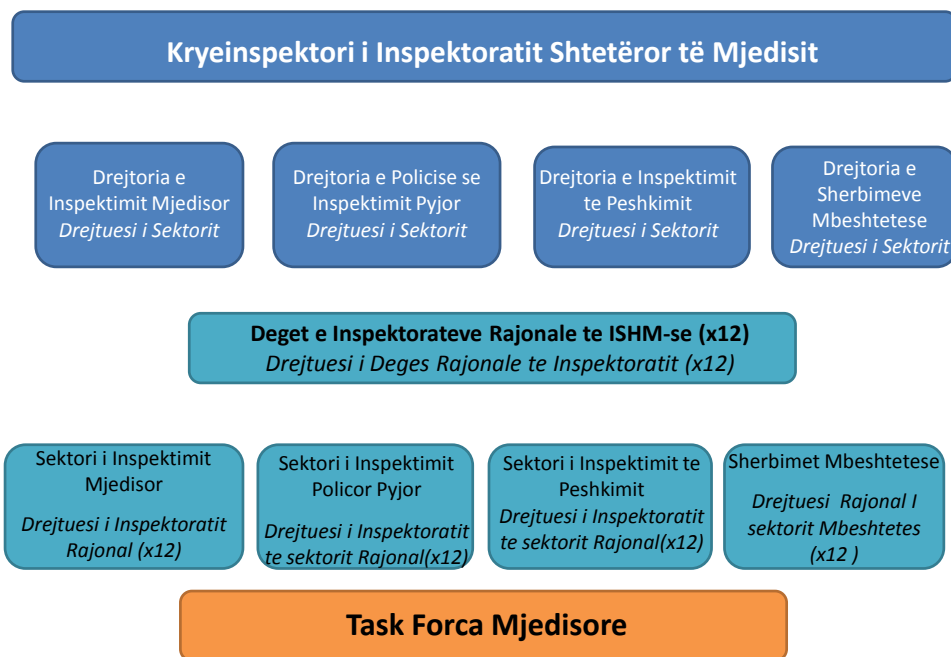 Kryeinspektori i Inspektoratit Shtetëror të Mjedisit
Drejtoria e
Inspektimit Mjedisor
Drejtuesi i Sektorit
Drejtoria e Policise se
Inspektimit Pyjor
Drejtuesi i Sektorit
Drejtoria e Inspektimit
te Peshkimit
Drejtuesi i Sektorit
Drejtoria e
Sherbimeve
Mbeshtetese
Drejtuesi i Sektorit
Deget e Inspektorateve Rajonale te ISHM-se (x12)
Drejtuesi i Deges Rajonale te Inspektoratit (x12)
Sektori i Inspektimit
Mjedisor
Drejtuesi i Inspektoratit
Rajonal (x12)
Sektori i Inspektimit
Policor Pyjor
Drejtuesi i Inspektoratit
te sektorit Rajonal(x12)
Sektori i Inspektimit te
Peshkimit
Drejtuesi i Inspektoratit
te sektorit Rajonal(x12)
Sherbimet Mbeshtetese
Drejtuesi Rajonal I
sektorit Mbeshtetes
(x12 )
Task Forca Mjedisore